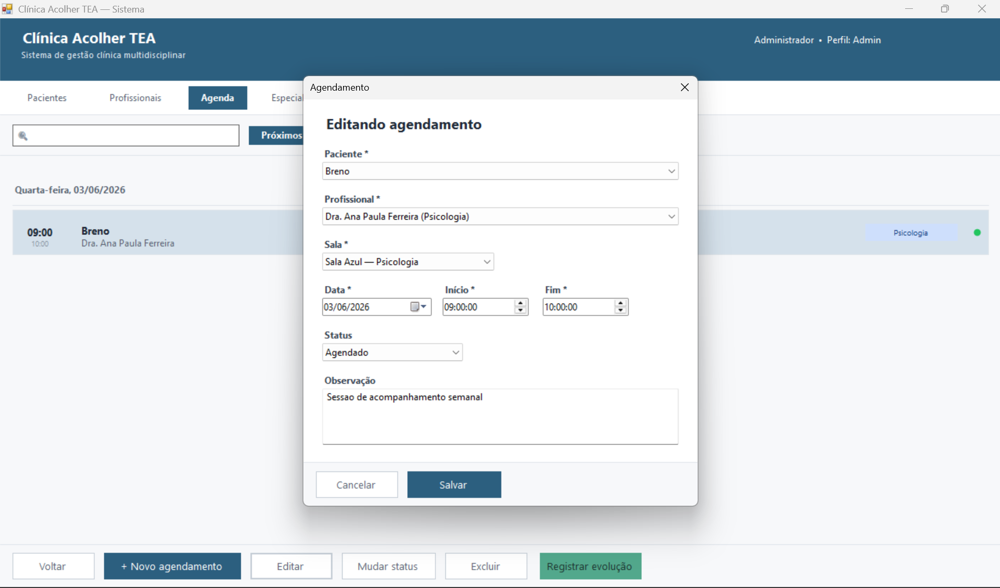 Clínica Acolher TEA — Sistema
Clínica Acolher TEA
Sistema de gestão clínica multidisciplinar
Administrador • Perfil: Admin
Pacientes
Profissionais
Agenda
Especial
Próximos
Quarta-feira, 03/06/2026
09:00
10:00
Breno
Dra. Ana Paula Ferreira
Psicologia
Agendamento
Editando agendamento
Paciente *
Breno
Profissional *
Dra. Ana Paula Ferreira (Psicologia)
Sala *
Sala Azul — Psicologia
Data * Início * Fim *
03/06/2026 09:00:00 10:00:00
Status
Agendado
Observação
Sessao de acompanhamento semanal
Cancelar Salvar
Voltar + Novo agendamento Editar Mudar status Excluir Registrar evolução